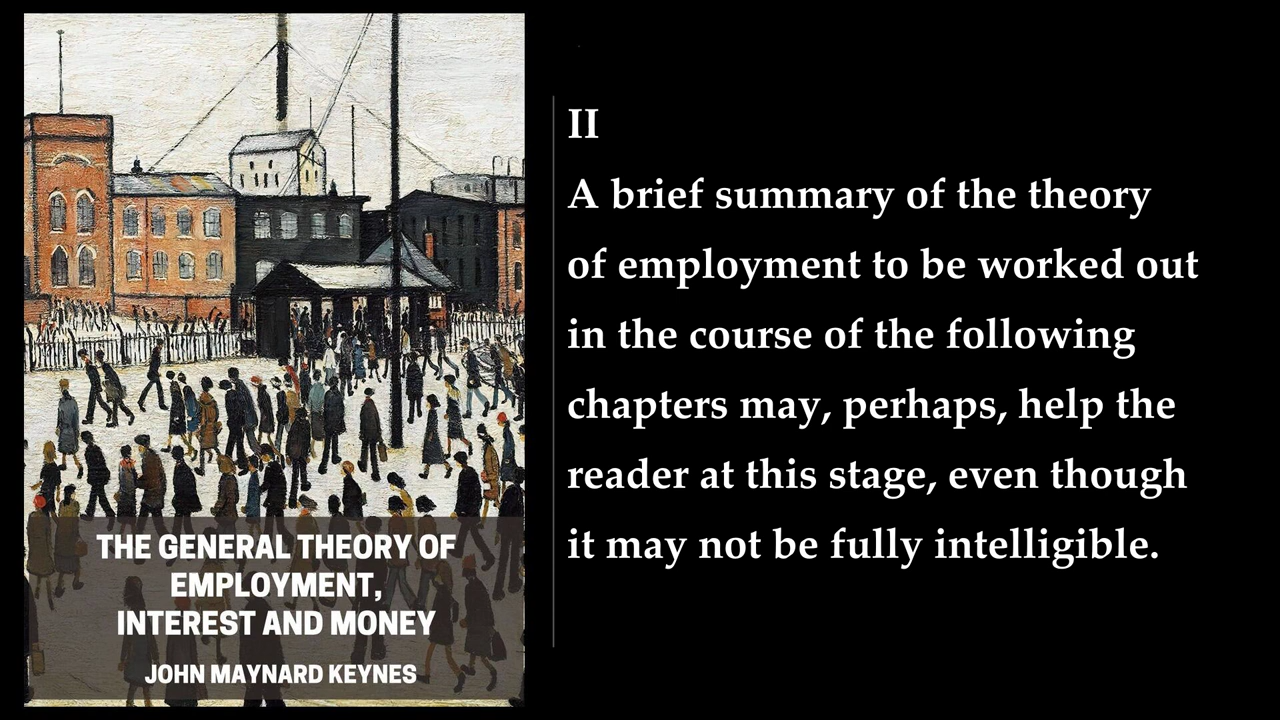 THE GENERAL THEORY OF
EMPLOYMENT,
INTEREST AND MONEY
JOHN MAYNARD KEYNES
II
A brief summary of the theory
of employment to be worked out
in the course of the following
chapters may, perhaps, help the
reader at this stage, even though
it may not be fully intelligible.